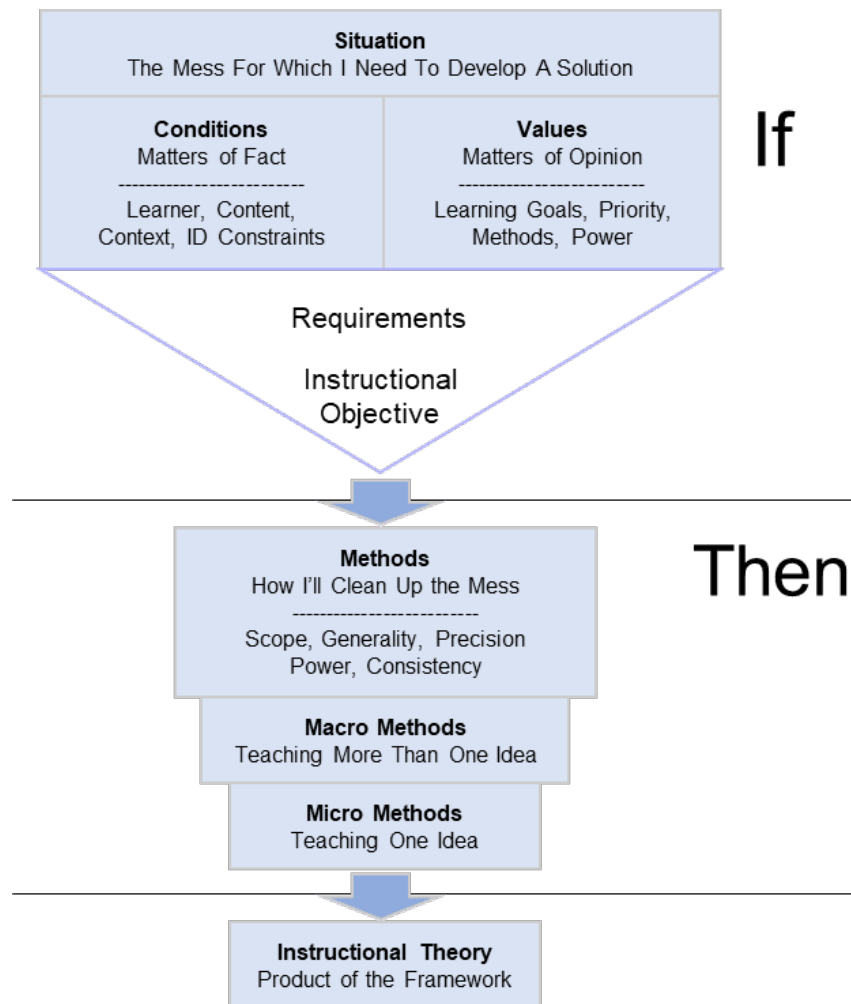 Situation
The Mess For Which I Need To Develop A Solution
If
Conditions
Matters of Fact
---------------------------
Learner, Content,
Context, ID Constraints
Values
Matters of Opinion
---------------------------
Learning Goals, Priority,
Methods, Power
Requirements
Instructional
Objective
Then
Methods
How I'll Clean Up the Mess
---------------------------
Scope, Generality, Precision
Power, Consistency
Macro Methods
Teaching More Than One Idea
Micro Methods
Teaching One Idea
Instructional Theory
Product of the Framework